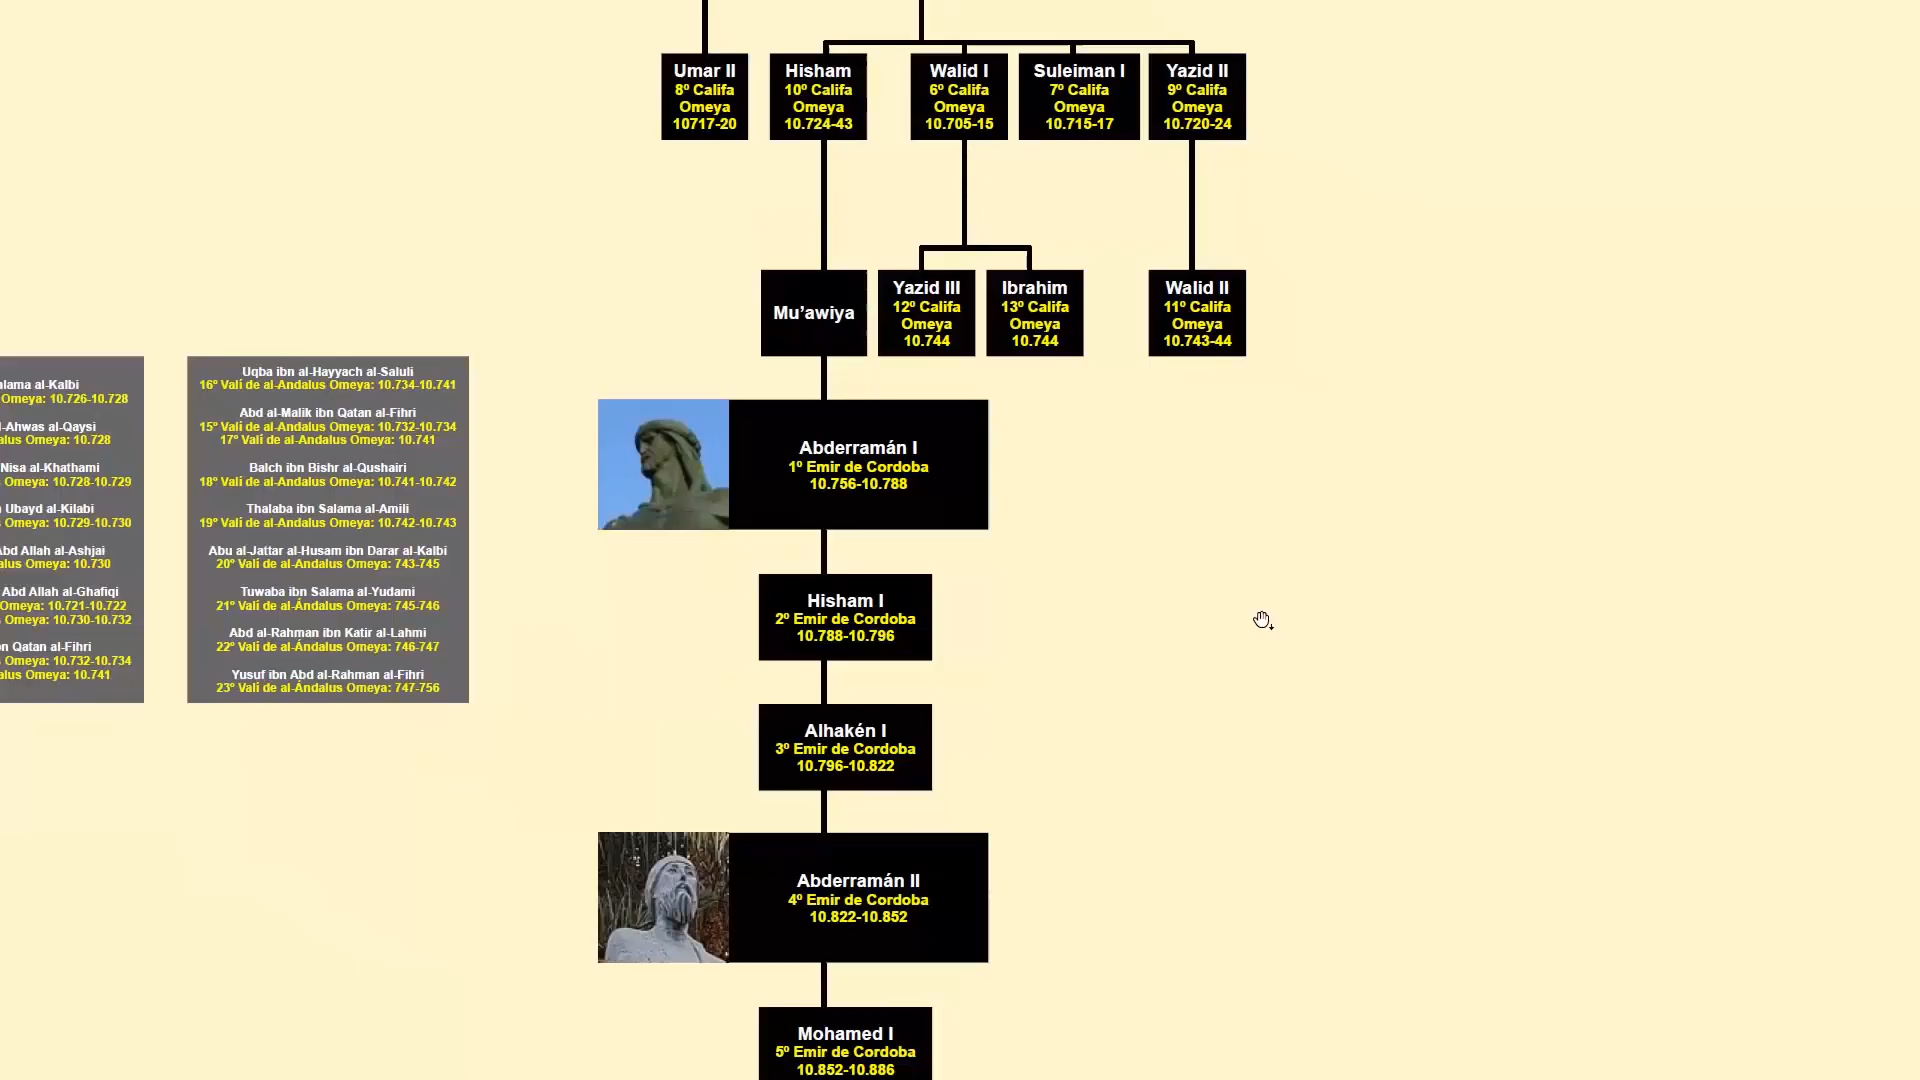 Umar II
8º Califa
Omeya
10717-20
Hisham
10º Califa
Omeya
10.724-43
Walid I
6º Califa
Omeya
10.705-15
Suleiman I
7º Califa
Omeya
10.715-17
Yazid II
9º Califa
Omeya
10.720-24
Mu’awiya
Yazid III
12º Califa
Omeya
10.744
Ibrahim
13º Califa
Omeya
10.744
Walid II
11º Califa
Omeya
10.743-44
al-Kalbi
Omeya: 10.726-10.728
al-Qaysi
Omeya: 10.728
Nisa al-Khathami
Omeya: 10.728-10.729
Ubayd al-Kilabi
Omeya: 10.729-10.730
Abd Allah al-Ashjai
Omeya: 10.730
Abd Allah al-Ghafiqi
Omeya: 10.721-10.722
Omeya: 10.730-10.732
Qatan al-Fihri
Omeya: 10.732-10.734
Omeya: 10.741
Uqba ibn al-Hayyach al-Saluli
16º Valí de al-Andalus Omeya: 10.734-10.741
Abd al-Malik ibn Qatan al-Fihri
15º Valí de al-Andalus Omeya: 10.732-10.734
17º Valí de al-Andalus Omeya: 10.741
Balch ibn Bishr al-Qushairi
18º Valí de al-Andalus Omeya: 10.741-10.742
Thalaba ibn Salama al-Amili
19º Valí de al-Andalus Omeya: 10.742-10.743
Abu al-Jattar al-Husam ibn Darar al-Kalbi
20º Valí de al-Andalus Omeya: 743-745
Tuwaba ibn Salama al-Yudami
21º Valí de al-Ándalus Omeya: 745-746
Abd al-Rahman ibn Katir al-Lahmi
22º Valí de al-Ándalus Omeya: 746-747
Yusuf ibn Abd al-Rahman al-Fihri
23º Valí de al-Ándalus Omeya: 747-756
Abderramán I
1º Emir de Cordoba
10.756-10.788
Hisham I
2º Emir de Cordoba
10.788-10.796
Alhakén I
3º Emir de Cordoba
10.796-10.822
Abderramán II
4º Emir de Cordoba
10.822-10.852
Mohamed I
5º Emir de Cordoba
10.852-10.886